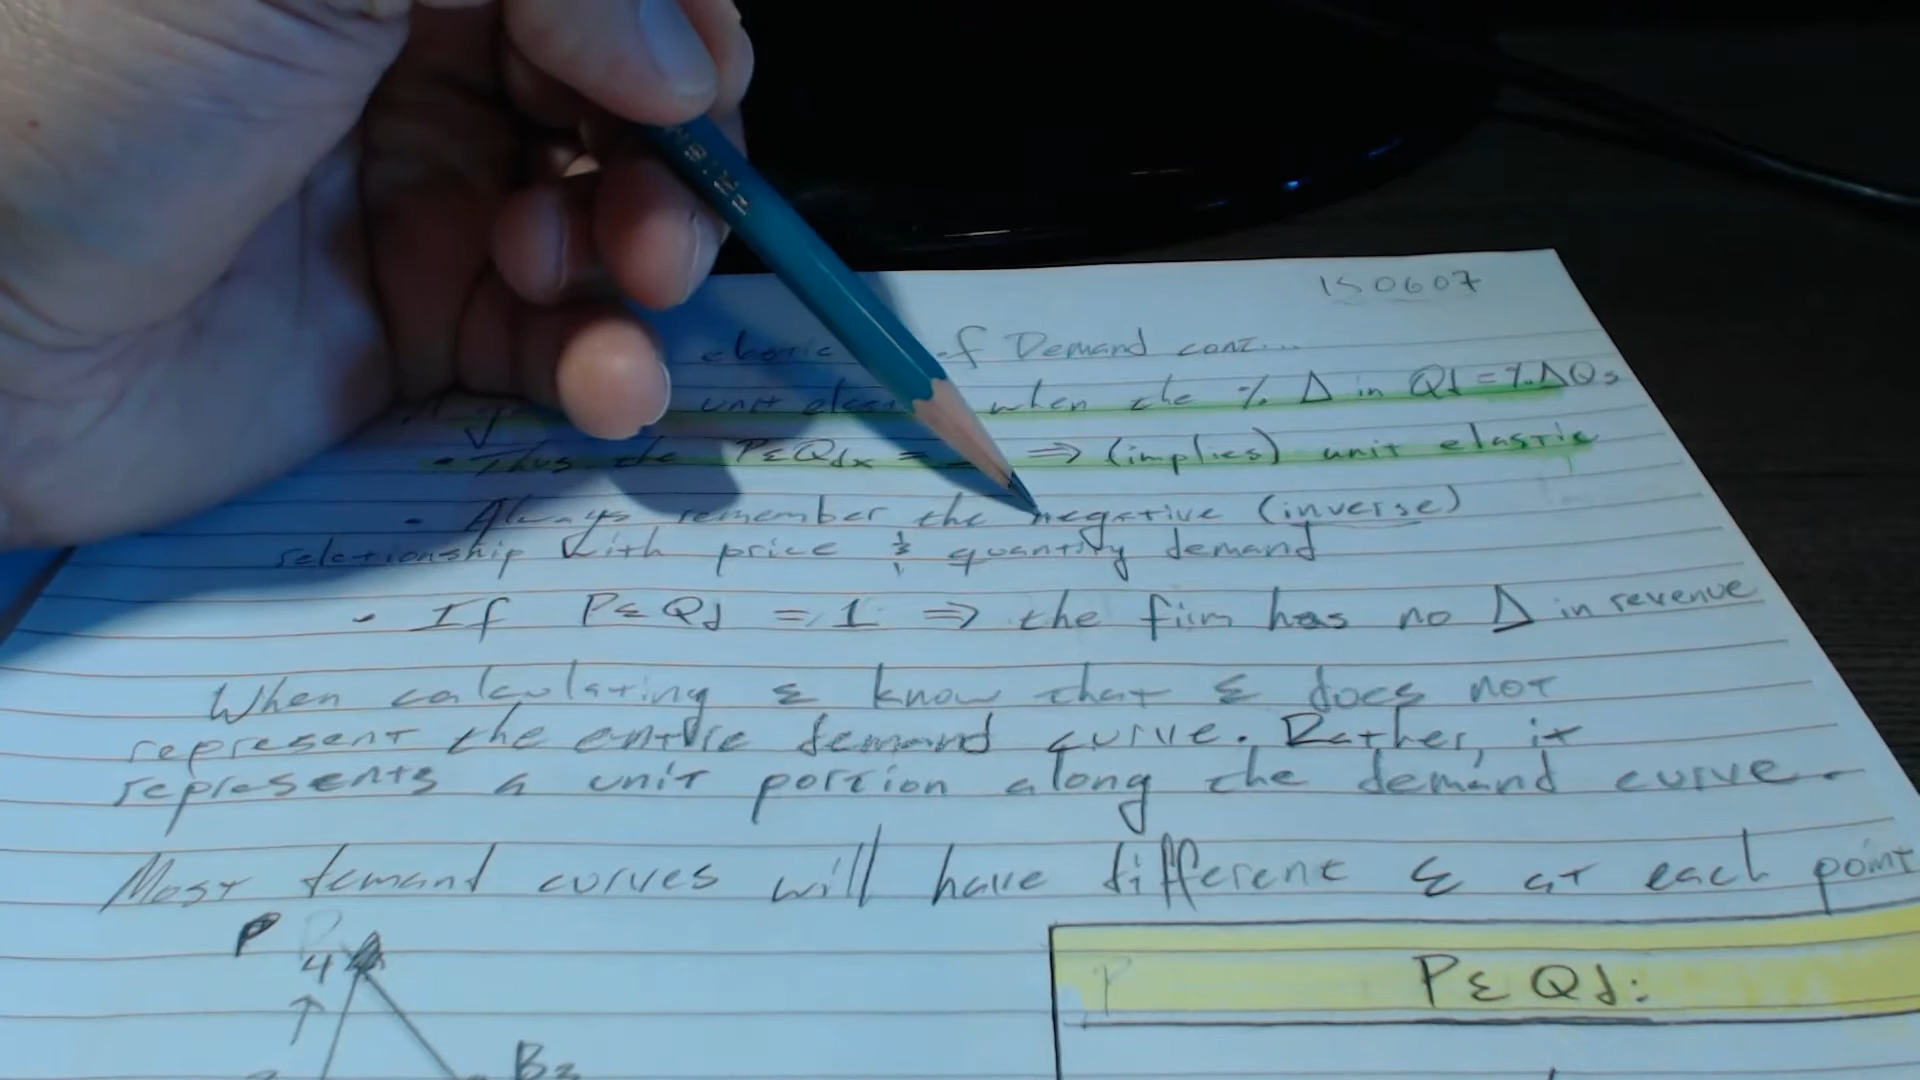 150607
of Demand cont...
unit when the % Δ in Qd = %ΔQs
• Thus the PεQdx = ⇒ (implies) unit elastic
• Always remember the negative (inverse)
relationship with price & quantity demand
• If PεQd = 1 ⇒ the firm has no Δ in revenue
When calculating ε know that ε does not
represent the entire demand curve. Rather, it
represents a unit portion along the demand curve.
Most demand curves will have different ε at each point
P
4
PεQd:
B2